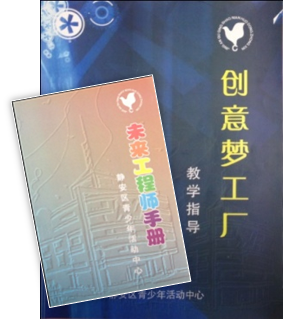 创意梦工厂
教学指导
静安区青少年活动中心
未来工程师手册
静安区青少年活动中心